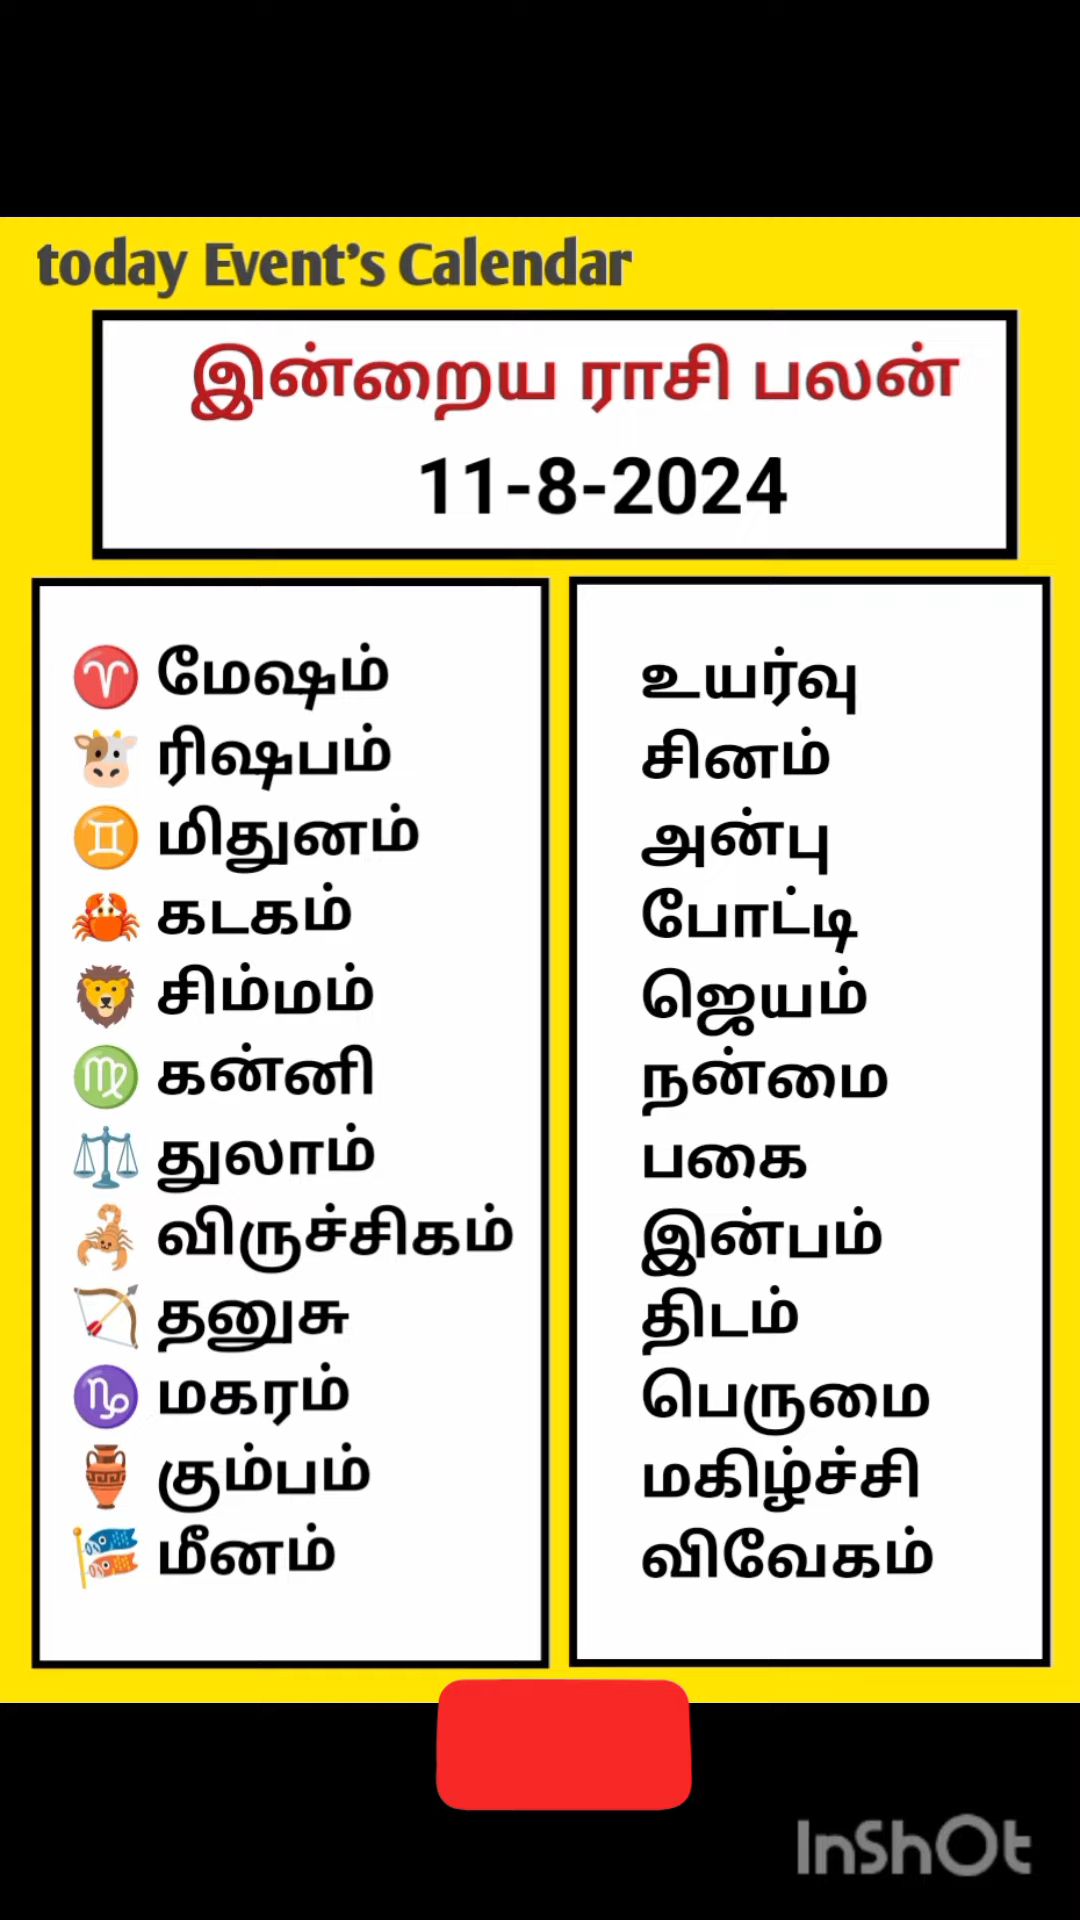 today Event's Calendar
இன்றைய ராசி பலன்
11-8-2024
மேஷம்
ரிஷபம்
மிதுனம்
கடகம்
சிம்மம்
கன்னி
துலாம்
விருச்சிகம்
தனுசு
மகரம்
கும்பம்
மீனம்
உயர்வு
சினம்
அன்பு
போட்டி
ஜெயம்
நன்மை
பகை
இன்பம்
திடம்
பெருமை
மகிழ்ச்சி
விவேகம்
InShOt